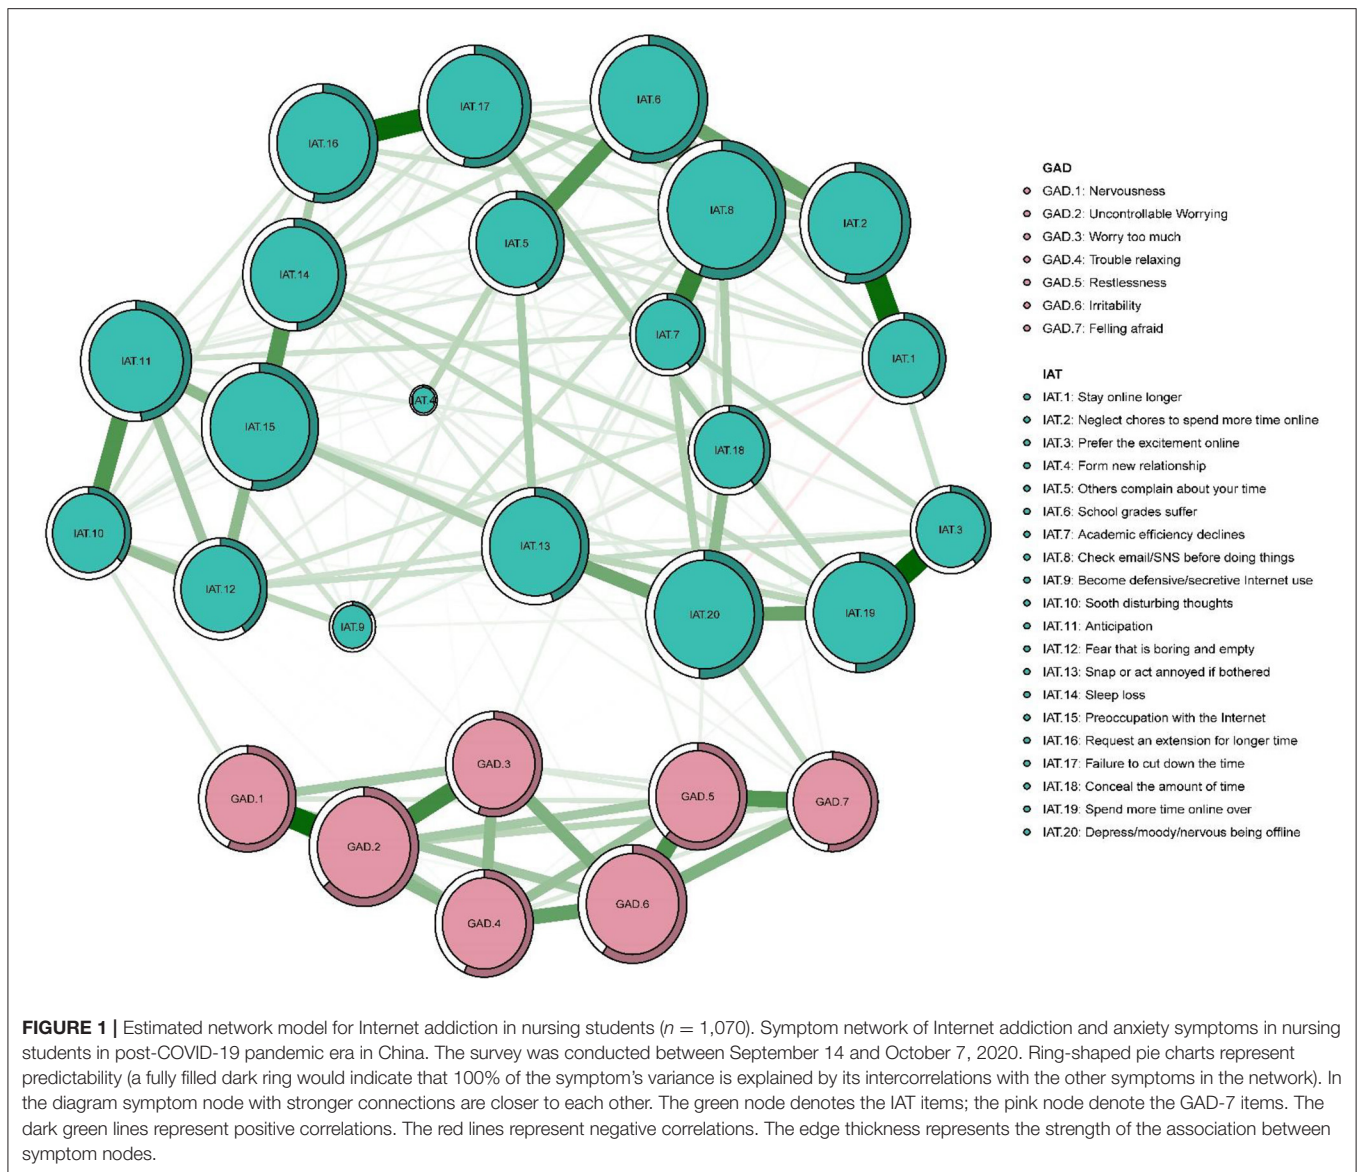 IAT.17
IAT.6
IAT.16
IAT.8
IAT.2
IAT.5
IAT.14
IAT.7
IAT.1
IAT.11
IAT.4
IAT.15
IAT.18
IAT.10
IAT.13
IAT.3
IAT.12
IAT.9
IAT.20
IAT.19
GAD.3
GAD.1
GAD.5
GAD.7
GAD.2
GAD.6
GAD.4
GAD
GAD.1: Nervousness
GAD.2: Uncontrollable Worrying
GAD.3: Worry too much
GAD.4: Trouble relaxing
GAD.5: Restlessness
GAD.6: Irritability
GAD.7: Felling afraid
IAT
IAT.1: Stay online longer
IAT.2: Neglect chores to spend more time online
IAT.3: Prefer the excitement online
IAT.4: Form new relationship
IAT.5: Others complain about your time
IAT.6: School grades suffer
IAT.7: Academic efficiency declines
IAT.8: Check email/SNS before doing things
IAT.9: Become defensive/secretive Internet use
IAT.10: Sooth disturbing thoughts
IAT.11: Anticipation
IAT.12: Fear that is boring and empty
IAT.13: Snap or act annoyed if bothered
IAT.14: Sleep loss
IAT.15: Preoccupation with the Internet
IAT.16: Request an extension for longer time
IAT.17: Failure to cut down the time
IAT.18: Conceal the amount of time
IAT.19: Spend more time online over
IAT.20: Depress/moody/nervous being offline
FIGURE 1 | Estimated network model for Internet addiction in nursing students (n = 1,070). Symptom network of Internet addiction and anxiety symptoms in nursing
students in post-COVID-19 pandemic era in China. The survey was conducted between September 14 and October 7, 2020. Ring-shaped pie charts represent
predictability (a fully filled dark ring would indicate that 100% of the symptom's variance is explained by its intercorrelations with the other symptoms in the network). In
the diagram symptom node with stronger connections are closer to each other. The green node denotes the IAT items; the pink node denote the GAD-7 items. The
dark green lines represent positive correlations. The red lines represent negative correlations. The edge thickness represents the strength of the association between
symptom nodes.